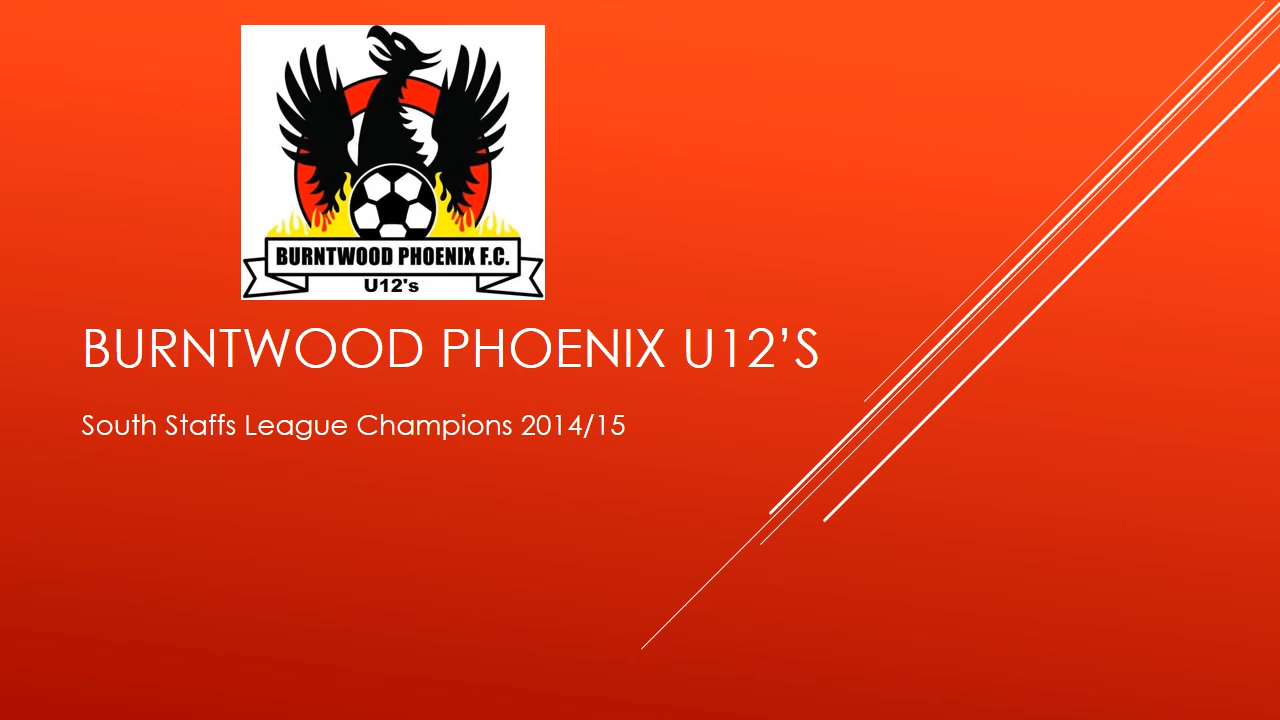 BURNTWOOD PHOENIX F.C.
U12's
BURNTWOOD PHOENIX U12’S
South Staffs League Champions 2014/15